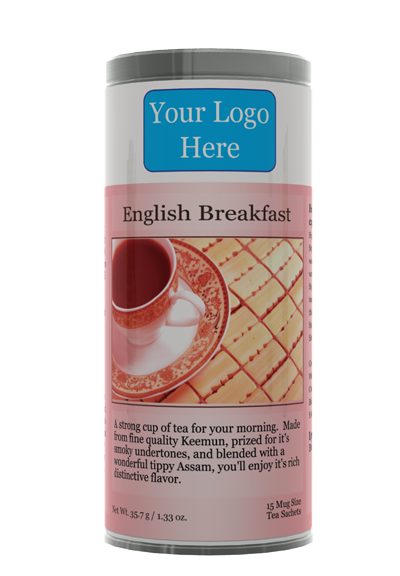 Your Logo
Here
English Breakfast
A strong cup of tea for your morning. Made
from fine quality Keemun, prized for it's
smoky undertones, and blended with a
wonderful tippy Assam, you'll enjoy it's rich
distinctive flavor.
Net Wt. 35.7 g / 1.33 oz.
15 Mug Size
Tea Sachets